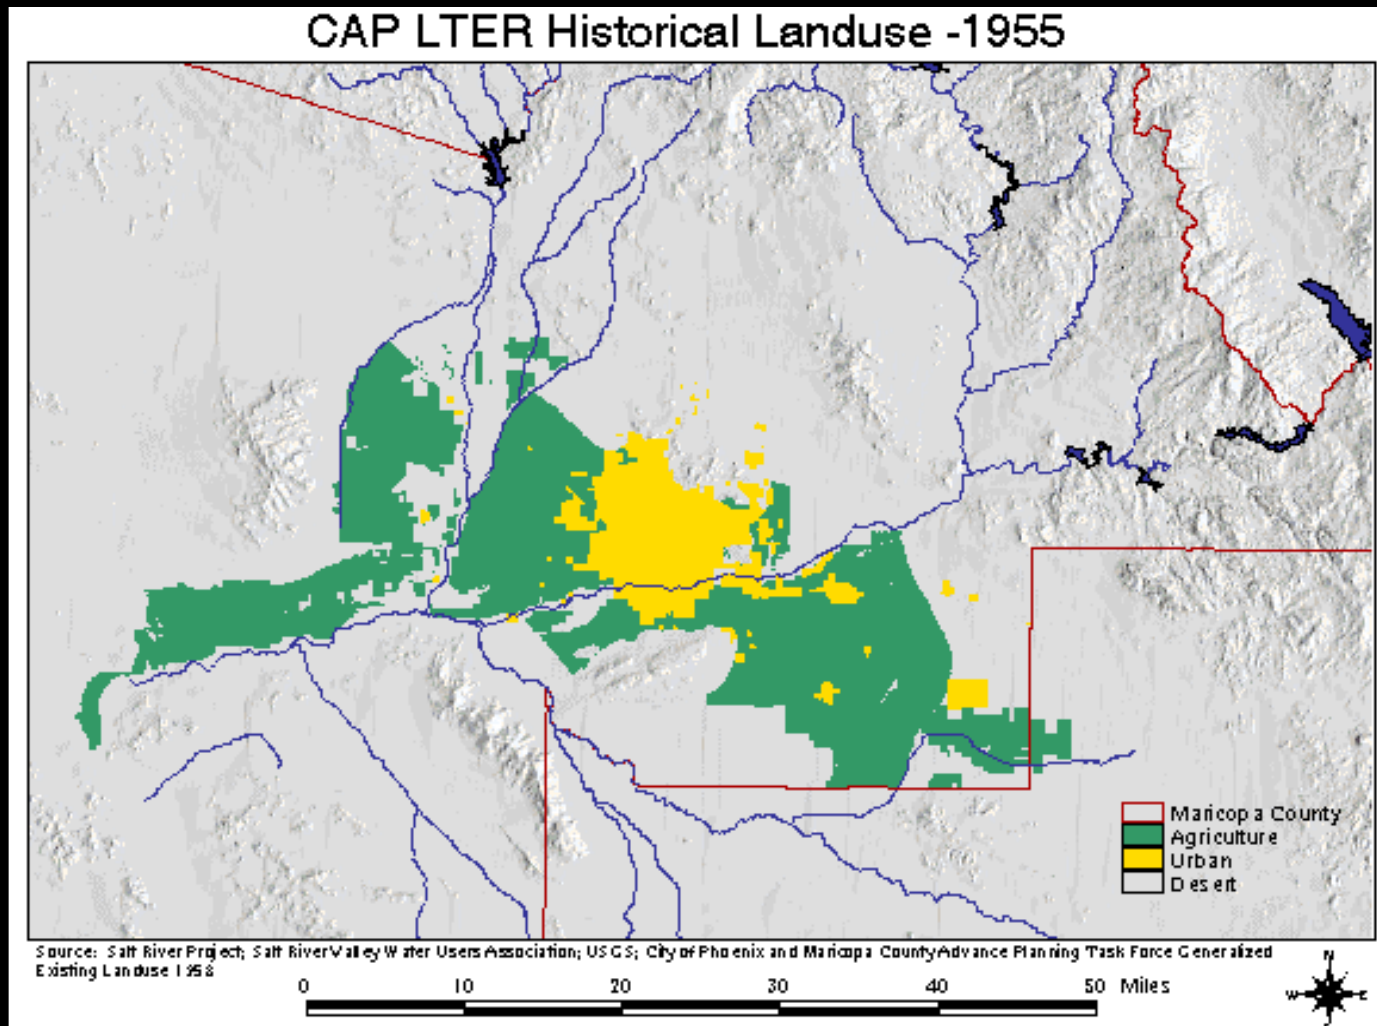 CAP LTER Historical Landuse -1955
Maricopa County
Agriculture
Urban
Desert
Source: Salt River Project; Salt River Valley Water Users Association; USGS; City of Phoenix and Maricopa County Advance Planning Task Force Generalized
Existing Landuse 1958
0 10 20 30 40 50 Miles
N
W E
S